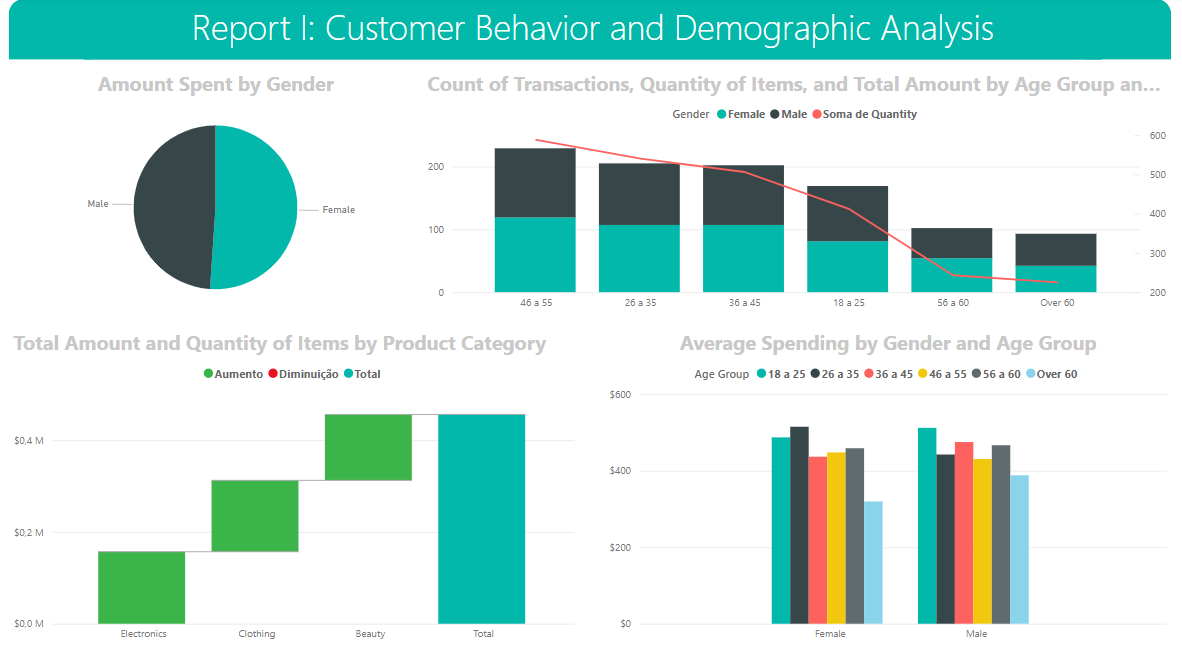 Report I: Customer Behavior and Demographic Analysis
Amount Spent by Gender
Male
Female
Count of Transactions, Quantity of Items, and Total Amount by Age Group an...
Gender Female Male Soma de Quantity
200
100
0
600
500
400
300
200
46 a 55 26 a 35 36 a 45 18 a 25 56 a 60 Over 60
Total Amount and Quantity of Items by Product Category
Aumento Diminuição Total
$0,4 M
$0,2 M
$0,0 M
Electronics Clothing Beauty Total
Average Spending by Gender and Age Group
Age Group 18 a 25 26 a 35 36 a 45 46 a 55 56 a 60 Over 60
$600
$400
$200
$0
Female Male